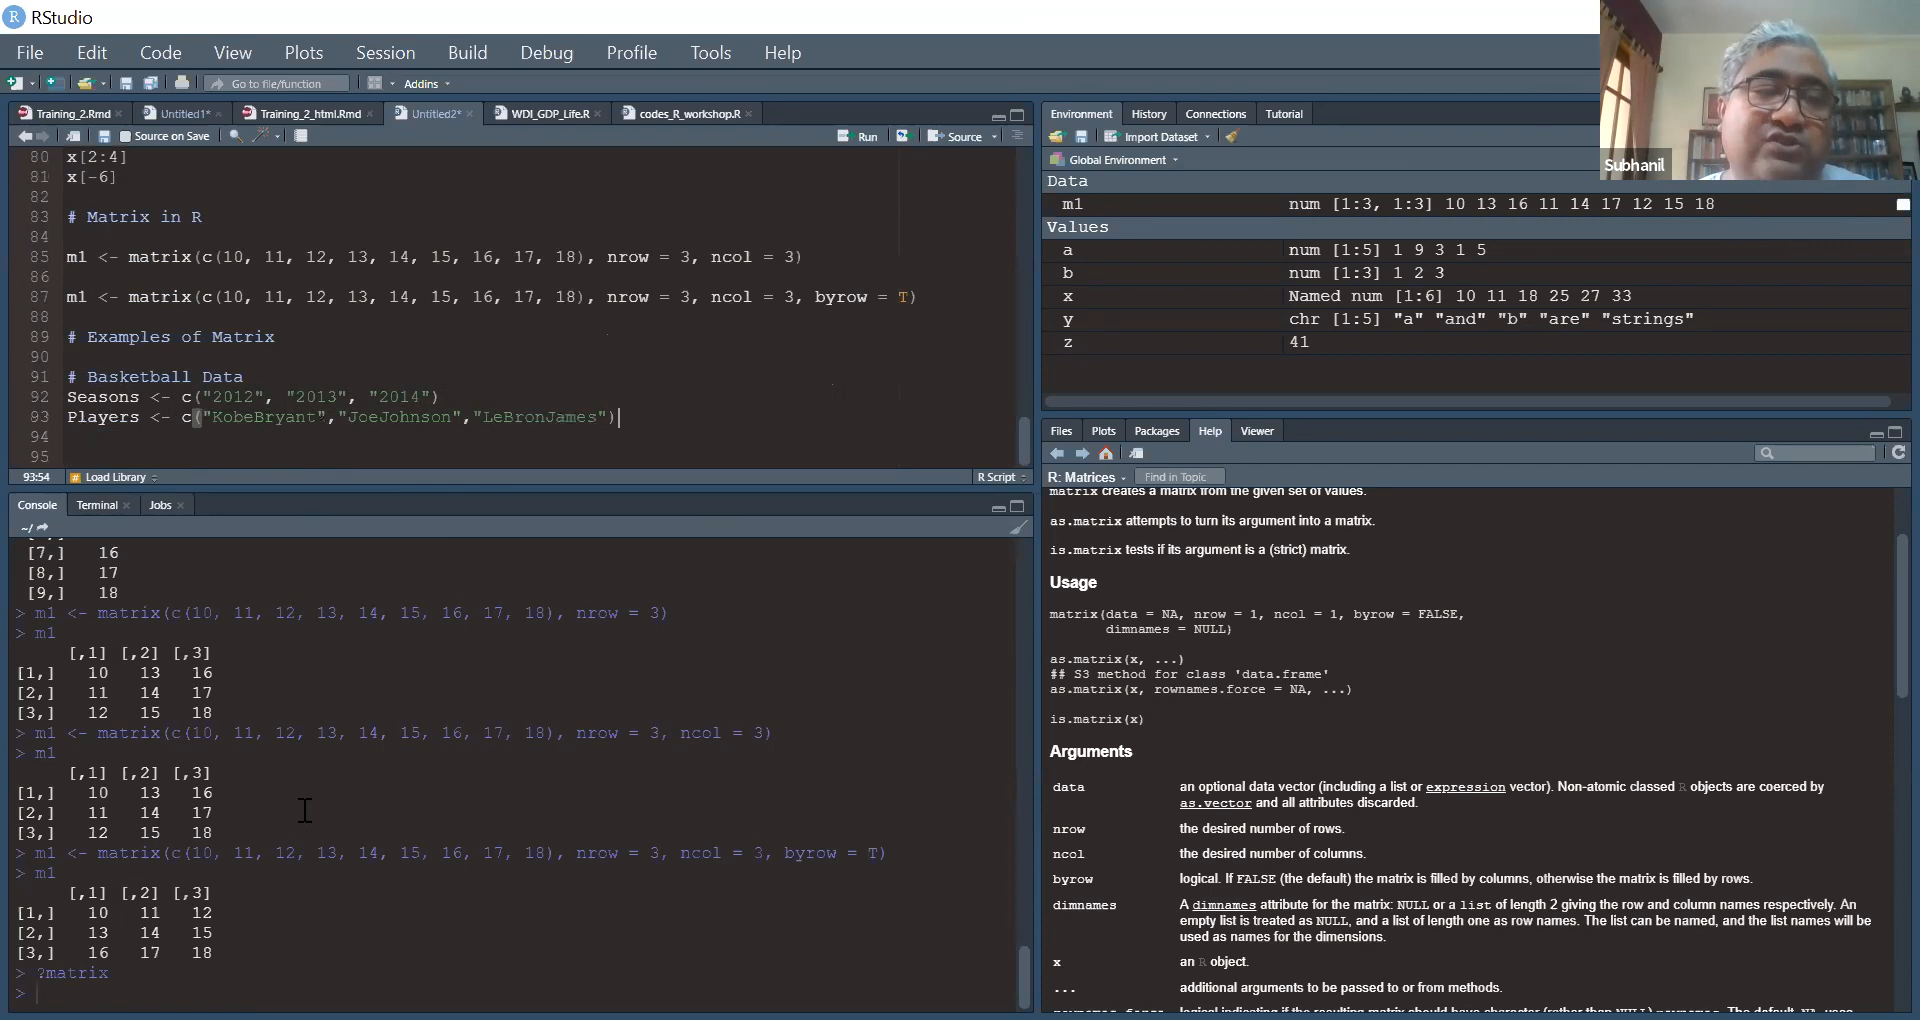 RStudio
File Edit Code View Plots Session Build Debug Profile Tools Help
Go to file/function Addins
Training_2.Rmd Untitled1* Training_2_html.Rmd Untitled2* WDI_GDP_Life.R codes_R_workshop.R
Source on Save Run Source
80 x[2:4]
81 x[-6]
82
83 # Matrix in R
84
85 m1 <- matrix(c(10, 11, 12, 13, 14, 15, 16, 17, 18), nrow = 3, ncol = 3)
86
87 m1 <- matrix(c(10, 11, 12, 13, 14, 15, 16, 17, 18), nrow = 3, ncol = 3, byrow = T)
88
89 # Examples of Matrix
90
91 # Basketball Data
92 Seasons <- c("2012", "2013", "2014")
93 Players <- c("KobeBryant","JoeJohnson","LeBronJames")
94
95
93:54 # Load Library R Script
Console Terminal Jobs
~/
[7,] 16
[8,] 17
[9,] 18
> m1 <- matrix(c(10, 11, 12, 13, 14, 15, 16, 17, 18), nrow = 3)
> m1
[,1] [,2] [,3]
[1,] 10 13 16
[2,] 11 14 17
[3,] 12 15 18
> m1 <- matrix(c(10, 11, 12, 13, 14, 15, 16, 17, 18), nrow = 3, ncol = 3)
> m1
[,1] [,2] [,3]
[1,] 10 13 16
[2,] 11 14 17
[3,] 12 15 18
> m1 <- matrix(c(10, 11, 12, 13, 14, 15, 16, 17, 18), nrow = 3, ncol = 3, byrow = T)
> m1
[,1] [,2] [,3]
[1,] 10 11 12
[2,] 13 14 15
[3,] 16 17 18
> ?matrix
>
Subhanil
Environment History Connections Tutorial
Import Dataset
Global Environment
Data
m1 num [1:3, 1:3] 10 13 16 11 14 17 12 15 18
Values
a num [1:5] 1 9 3 1 5
b num [1:3] 1 2 3
x Named num [1:6] 10 11 18 25 27 33
y chr [1:5] "a" "and" "b" "are" "strings"
z 41
Files Plots Packages Help Viewer
R: Matrices Find in Topic
matrix creates a matrix from the given set of values.
as.matrix attempts to turn its argument into a matrix.
is.matrix tests if its argument is a (strict) matrix.
Usage
matrix(data = NA, nrow = 1, ncol = 1, byrow = FALSE,
dimnames = NULL)
as.matrix(x, ...)
## S3 method for class 'data.frame'
as.matrix(x, rownames.force = NA, ...)
is.matrix(x)
Arguments
data an optional data vector (including a list or expression vector). Non-atomic classed R objects are coerced by
as.vector and all attributes discarded.
nrow the desired number of rows.
ncol the desired number of columns.
byrow logical. If FALSE (the default) the matrix is filled by columns, otherwise the matrix is filled by rows.
dimnames A dimnames attribute for the matrix: NULL or a list of length 2 giving the row and column names respectively. An
empty list is treated as NULL, and a list of length one as row names. The list can be named, and the list names will be
used as names for the dimensions.
x an R object.
... additional arguments to be passed to or from methods.